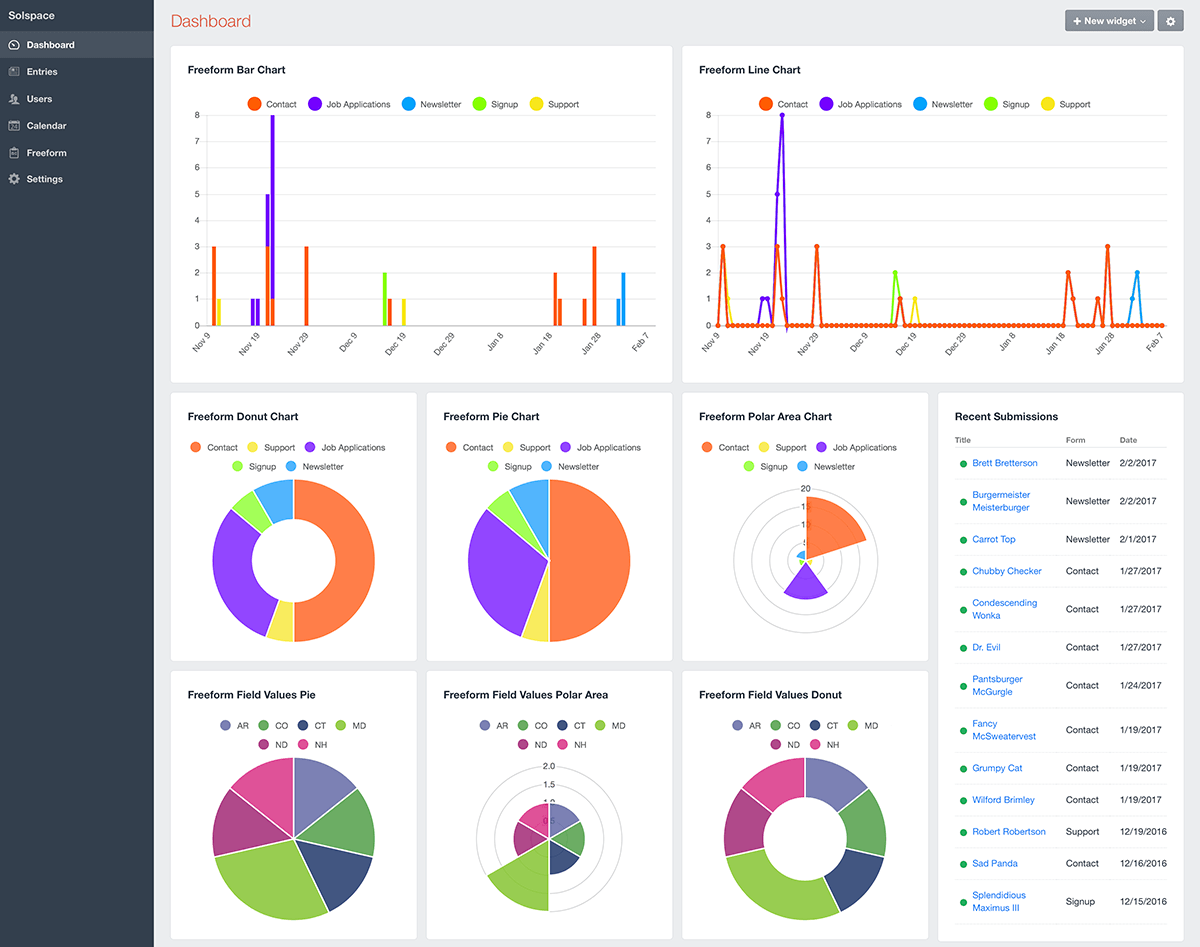 Solspace
Dashboard
Entries
Users
Calendar
Freeform
Settings
Dashboard
New widget
Freeform Bar Chart
Contact Job Applications Newsletter Signup Support
8
7
6
5
4
3
2
1
0
Nov 9 Nov 19 Nov 29 Dec 9 Dec 19 Dec 29 Jan 8 Jan 18 Jan 28 Feb 7
Freeform Line Chart
Contact Job Applications Newsletter Signup Support
8
7
6
5
4
3
2
1
0
Nov 9 Nov 19 Nov 29 Dec 9 Dec 19 Dec 29 Jan 8 Jan 18 Jan 28 Feb 7
Freeform Donut Chart
Contact Support Job Applications
Signup Newsletter
Freeform Pie Chart
Contact Support Job Applications
Signup Newsletter
Freeform Polar Area Chart
Contact Support Job Applications
Signup Newsletter
20
15
10
5
Recent Submissions
Title Form Date
Brett Bretterson Newsletter 2/2/2017
Burgermeister
Meisterburger Newsletter 2/2/2017
Carrot Top Newsletter 2/1/2017
Chubby Checker Contact 1/27/2017
Condescending
Wonka Contact 1/27/2017
Dr. Evil Contact 1/27/2017
Pantsburger
McGurgle Contact 1/24/2017
Fancy
McSweatervest Contact 1/19/2017
Grumpy Cat Contact 1/19/2017
Wilford Brimley Contact 1/19/2017
Robert Robertson Support 12/19/2016
Sad Panda Contact 12/16/2016
Splendidious
Maximus III Signup 12/15/2016
Freeform Field Values Pie
AR CO CT MD
ND NH
Freeform Field Values Polar Area
AR CO CT MD
ND NH
2.0
1.5
1.0
0.5
Freeform Field Values Donut
AR CO CT MD
ND NH